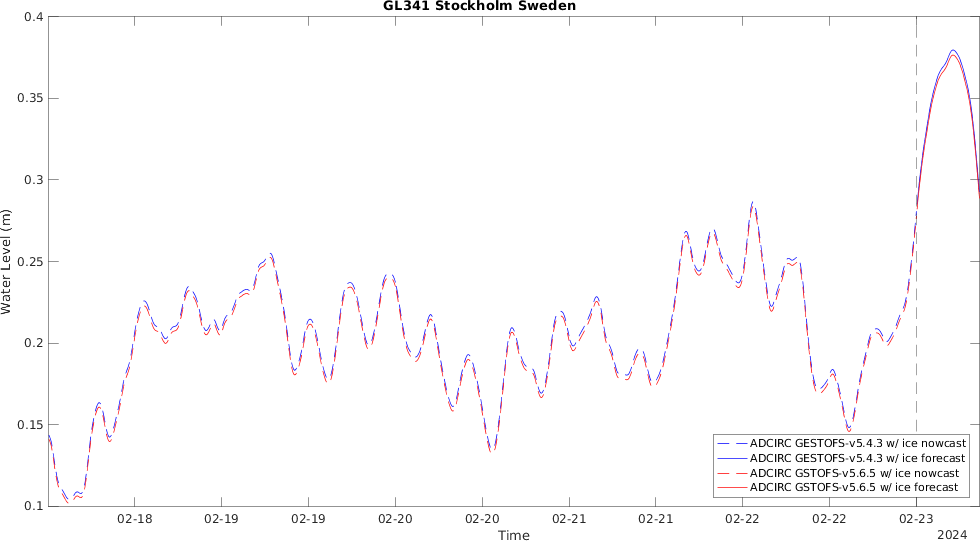 GL341 Stockholm Sweden
0.4
0.35
0.3
0.25
0.2
0.15
0.1
Water Level (m)
02-18
02-19
02-19
02-20
02-20
02-21
02-21
02-22
02-22
02-23
Time
2024
ADCIRC GESTOFS-v5.4.3 w/ ice nowcast
ADCIRC GESTOFS-v5.4.3 w/ ice forecast
ADCIRC GSTOFS-v5.6.5 w/ ice nowcast
ADCIRC GSTOFS-v5.6.5 w/ ice forecast